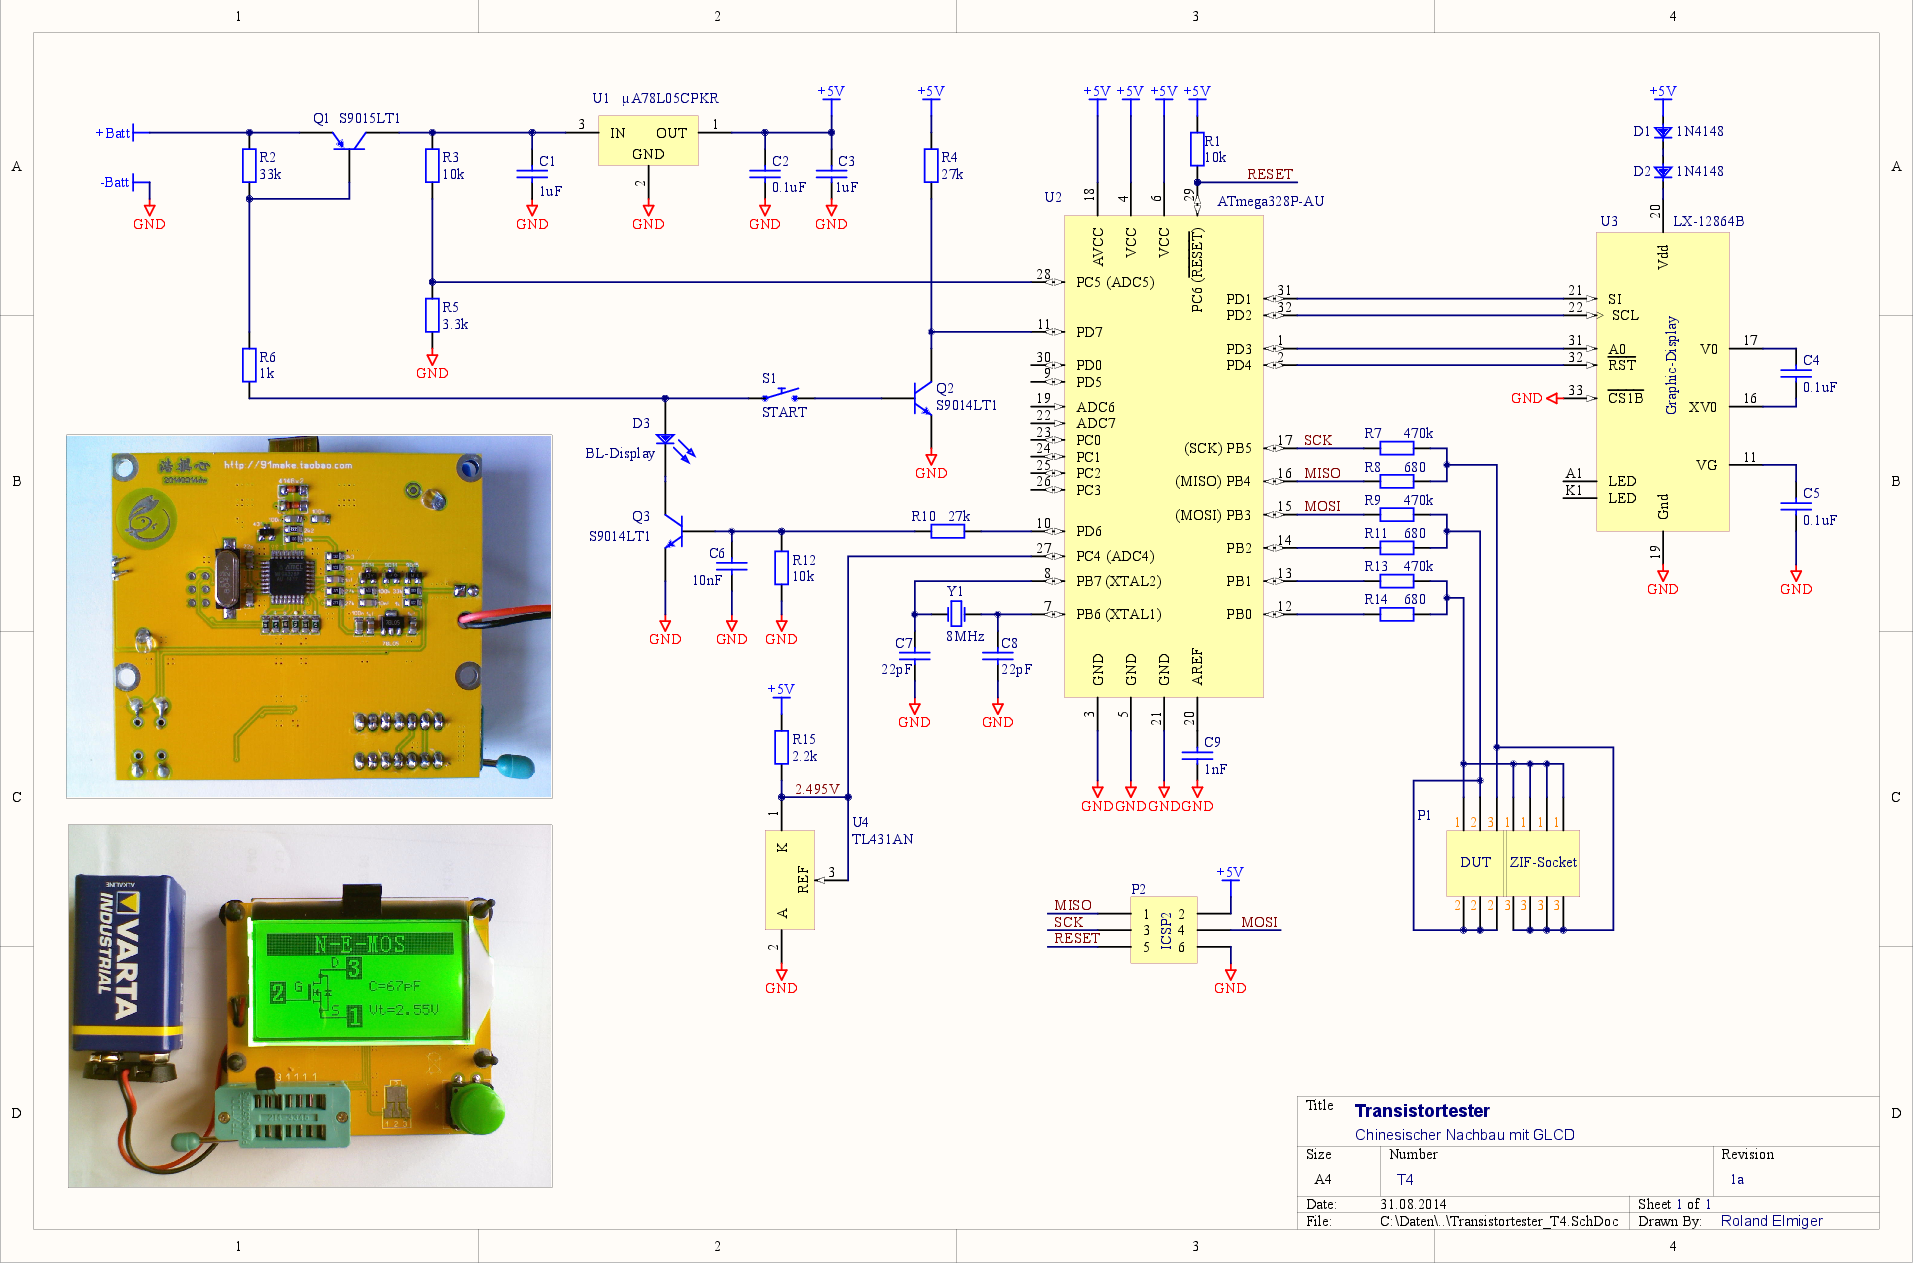 1 2 3 4
A
B
C
D
A
B
C
D
1 2 3 4
+Batt
-Batt
GND
R2
33k
Q1 S9015LT1
R3
10k
C1
1uF
GND
U1 µA78L05CPKR
3 IN OUT 1
GND
2
GND
C2
0.1uF
GND
C3
1uF
GND
+5V
+5V
R4
27k
R5
3.3k
GND
R6
1k
S1
START
Q2
S9014LT1
GND
D3
BL-Display
Q3
S9014LT1
GND
C6
10nF
GND
R12
10k
GND
R10 27k
Y1
8MHz
C7
22pF
GND
C8
22pF
GND
+5V
R15
2.2k
2.495V
U4
TL431AN
1
K
REF 3
A
2
GND
+5V +5V +5V +5V
R1
10k
RESET
U2
ATmega328P-AU
18 4 6 29
AVCC VCC VCC PC6 (RESET)
28 PC5 (ADC5)
11 PD7
30 PD0
9 PD5
19 ADC6
22 ADC7
23 PC0
24 PC1
25 PC2
26 PC3
10 PD6
27 PC4 (ADC4)
8 PB7 (XTAL2)
7 PB6 (XTAL1)
PD1 31
PD2 32
PD3 1
PD4 2
(SCK) PB5 17 SCK
(MISO) PB4 16 MISO
(MOSI) PB3 15 MOSI
PB2 14
PB1 13
PB0 12
GND GND GND AREF
3 5 21 20
C9
1nF
GND GND GND GND
R7 470k
R8 680
R9 470k
R11 680
R13 470k
R14 680
+5V
D1 1N4148
D2 1N4148
20
U3 LX-12864B
Vdd
21 SI
22 SCL
31 A0
32 RST
GND 33 CS1B
A1 LED
K1 LED
Graphic-Display
V0 17
XV0 16
VG 11
Gnd
19
GND
C4
0.1uF
C5
0.1uF
GND
P1
1 2 3 1 1 1 1
DUT ZIF-Socket
2 2 2 3 3 3 3
P2
+5V
MISO 1 2
SCK 3 4 MOSI
RESET 5 6
ICSP2
GND
http://91make.taobao.com
VARTA
INDUSTRIAL
ALKALINE
N-E-MOS
D 3
2 G C=67pF
S 1 Vt=2.55V
Title Transistortester
Chinesischer Nachbau mit GLCD
Size Number Revision
A4 T4 1a
Date: 31.08.2014 Sheet 1 of 1
File: C:\Daten\..\Transistortester_T4.SchDoc Drawn By: Roland Elmiger